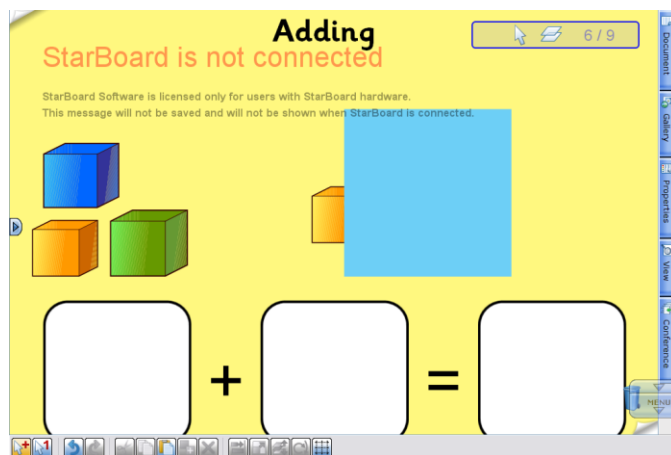 Adding
StarBoard is not connected
6 / 9
StarBoard Software is licensed only for users with StarBoard hardware.
This message will not be saved and will not be shown when StarBoard is connected.
+ =
Document
Gallery
Properties
View
Conference
MENU
1